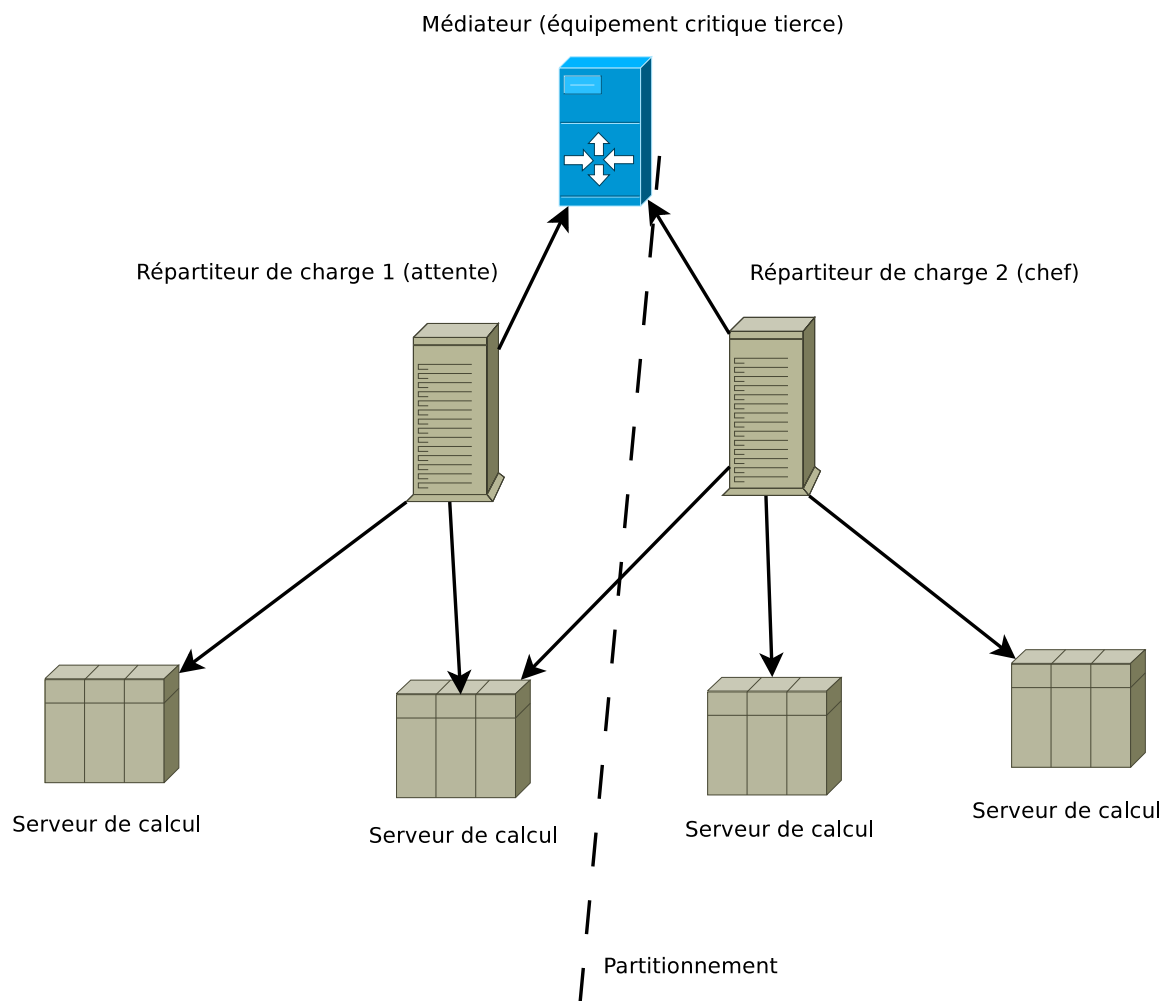 Médiateur (équipement critique tierce)
Répartiteur de charge 1 (attente)
Répartiteur de charge 2 (chef)
Serveur de calcul
Serveur de calcul
Serveur de calcul
Serveur de calcul
Partitionnement